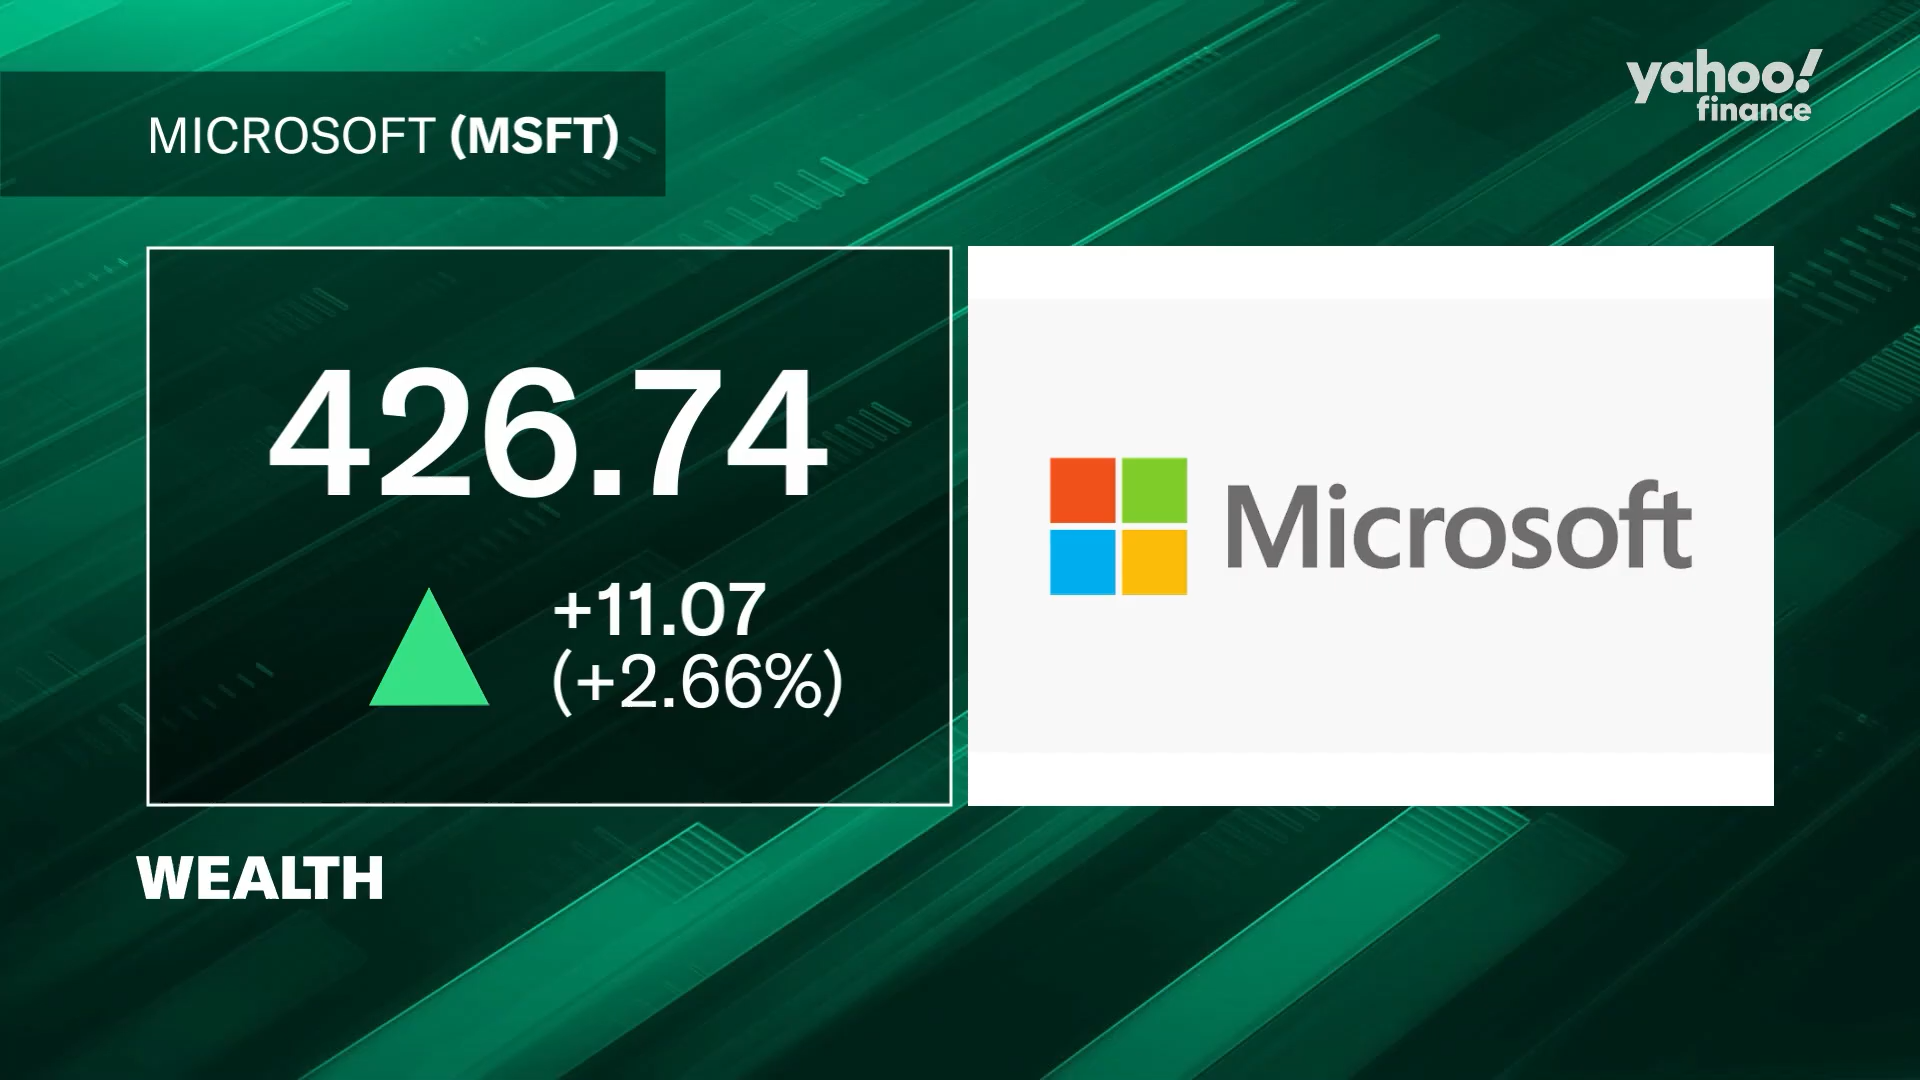 yahoo!
finance
MICROSOFT (MSFT)
426.74
+11.07
(+2.66%)
Microsoft
WEALTH